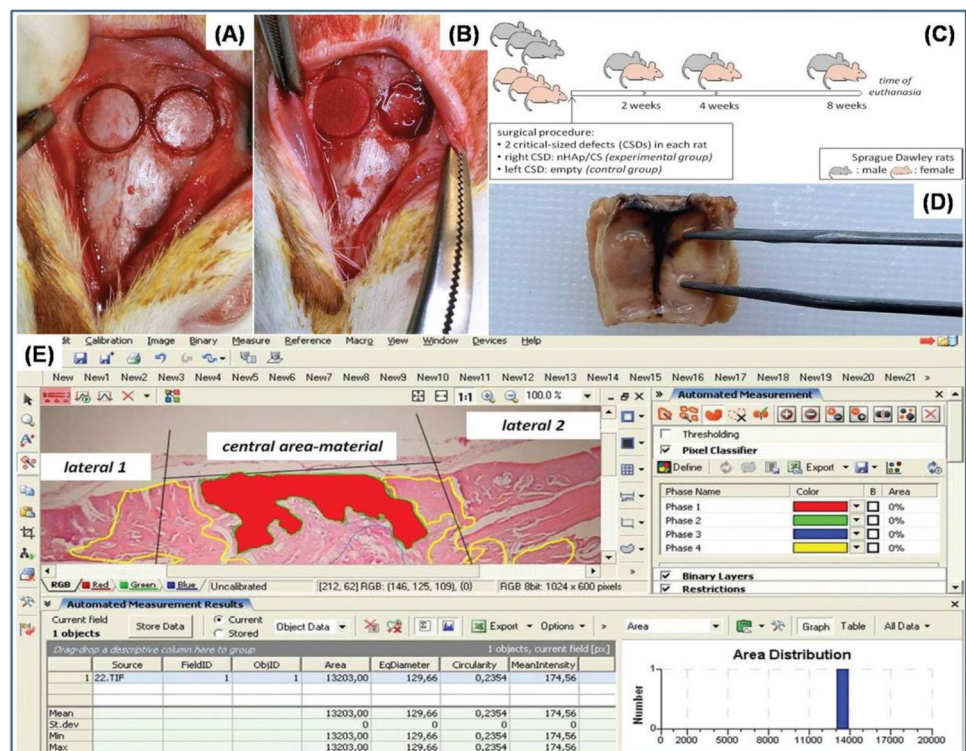 (A)
(B)
(C)
time of
euthanasia
2 weeks
4 weeks
8 weeks
surgical procedure:
• 2 critical-sized defects (CSDs) in each rat
• right CSD: nHAp/CS (experimental group)
• left CSD: empty (control group)
Sprague Dawley rats
: male : female
(D)
(E)
Calibration Image Binary Measure Reference Macro View Window Devices Help
New New1 New2 New3 New4 New5 New6 New7 New8 New9 New10 New11 New12 New13 New14 New15 New16 New17 New18 New19 New20 New21 »
1:1 100.0 %
lateral 1
central area-material
lateral 2
RGB Red Green Blue Uncalibrated [212, 62] RGB: (146, 125, 109), (0) RGB 8bit: 1024 x 600 pixels
Automated Measurement
Thresholding
Pixel Classifier
Define Export
Phase Name Color B Area
Phase 1 0%
Phase 2 0%
Phase 3 0%
Phase 4 0%
Binary Layers
Restrictions
Automated Measurement Results
Current field
1 objects
Store Data
Current
Stored
Object Data Export Options »
Drag-drop a descriptive column here to group 1 objects, current field [px]
Source FieldID ObjID Area EqDiameter Circularity MeanIntensity
1 22.TIF 1 1 13203,00 129,66 0,2354 174,56
Mean 13203,00 129,66 0,2354 174,56
St.dev 0 0 0 0
Min 13203,00 129,66 0,2354 174,56
Max 13203,00 129,66 0,2354 174,56
Area Graph Table All Data
Area Distribution
Number
1
0
0 2000 5000 8000 11000 14000 17000 20000